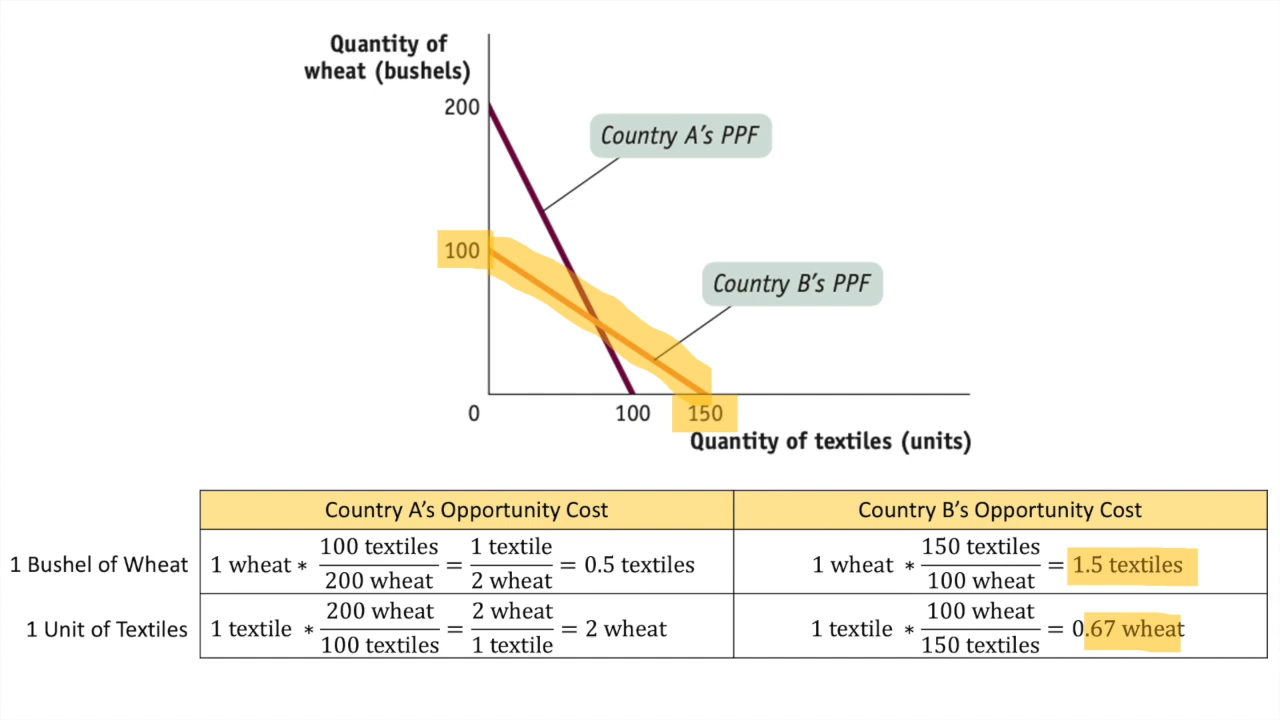 Quantity of
wheat (bushels)
200
Country A's PPF
100
Country B's PPF
0
100
150
Quantity of textiles (units)
Country A's Opportunity Cost
Country B's Opportunity Cost
1 Bushel of Wheat
1 wheat * 100 textiles / 200 wheat = 1 textile / 2 wheat = 0.5 textiles
1 wheat * 150 textiles / 100 wheat = 1.5 textiles
1 Unit of Textiles
1 textile * 200 wheat / 100 textiles = 2 wheat / 1 textile = 2 wheat
1 textile * 100 wheat / 150 textiles = 0.67 wheat